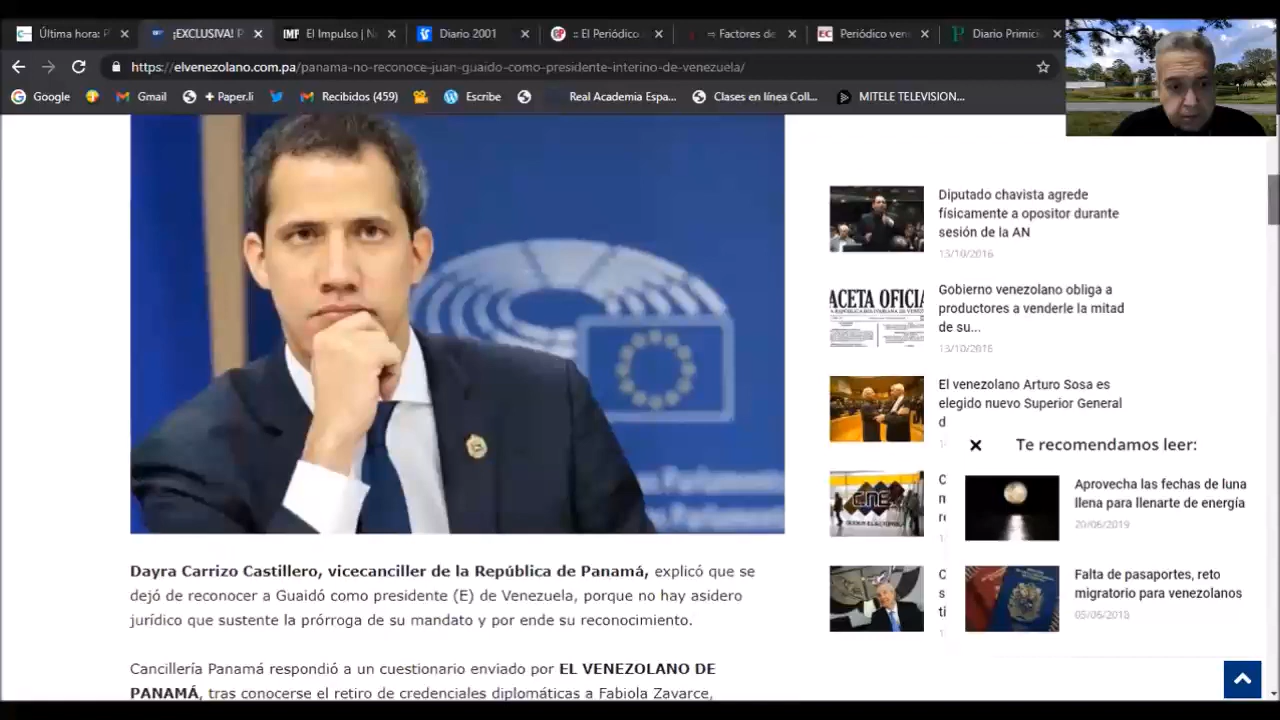 Última hora: P
¡EXCLUSIVA! P
IMF El Impulso | N
Diario 2001
:: El Periódico
⇒ Factores de
EC Periódico ven
Diario Primici
https://elvenezolano.com.pa/panama-no-reconoce-juan-guaido-como-presidente-interino-de-venezuela/
Google
Gmail
+ Paper.li
Recibidos (459)
Escribe
Real Academia Espa...
Clases en línea Coll...
MITELE TELEVISION...
Diputado chavista agrede
físicamente a opositor durante
sesión de la AN
13/10/2016
ACETA OFICIA
Gobierno venezolano obliga a
productores a venderle la mitad
de su...
13/10/2016
El venezolano Arturo Sosa es
elegido nuevo Superior General
d
Te recomendamos leer:
CNE
Aprovecha las fechas de luna
llena para llenarte de energía
20/06/2019
Falta de pasaportes, reto
migratorio para venezolanos
05/06/2018
Dayra Carrizo Castillero, vicecanciller de la República de Panamá, explicó que se
dejó de reconocer a Guaidó como presidente (E) de Venezuela, porque no hay asidero
jurídico que sustente la prórroga de su mandato y por ende su reconocimiento.
Cancillería Panamá respondió a un cuestionario enviado por EL VENEZOLANO DE
PANAMÁ, tras conocerse el retiro de credenciales diplomáticas a Fabiola Zavarce,